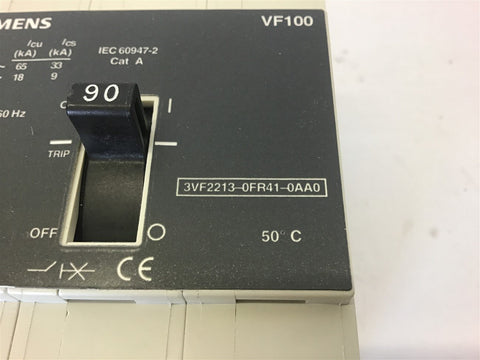 MENS VF100
Icu Ics
(kA) (kA)
65 33
18 9
IEC 60947-2
Cat A
60 Hz
90
I
TRIP
3VF2213-0FR41-0AA0
OFF O
50° C
CE